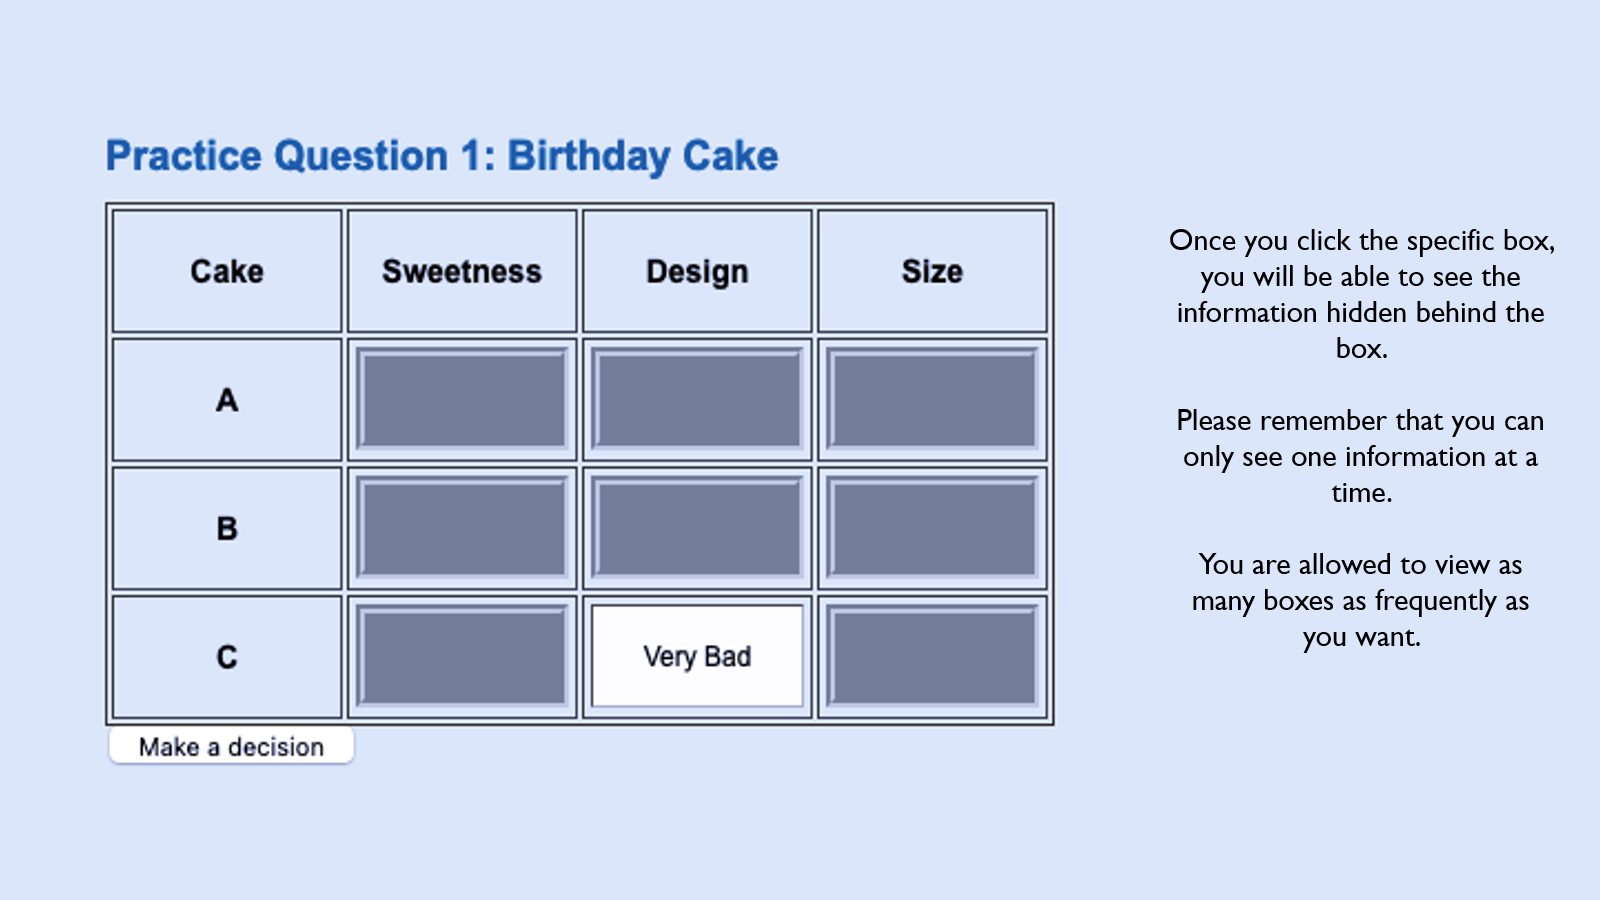 Practice Question 1: Birthday Cake
Cake Sweetness Design Size
A
B
C Very Bad
Make a decision
Once you click the specific box,
you will be able to see the
information hidden behind the
box.
Please remember that you can
only see one information at a
time.
You are allowed to view as
many boxes as frequently as
you want.